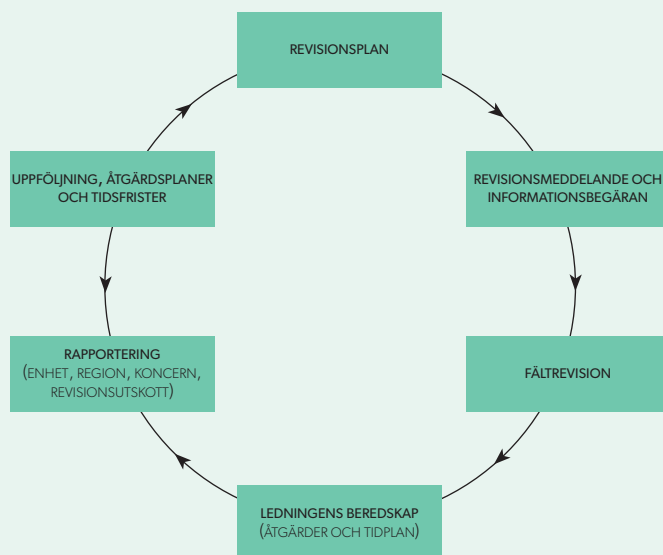 REVISIONSPLAN
REVISIONSMEDDELANDE OCH
INFORMATIONSBEGÄRAN
FÄLTREVISION
LEDNINGENS BEREDSKAP
(ÅTGÄRDER OCH TIDPLAN)
RAPPORTERING
(ENHET, REGION, KONCERN,
REVISIONSUTSKOTT)
UPPFÖLJNING, ÅTGÄRDSPLANER
OCH TIDSFRISTER